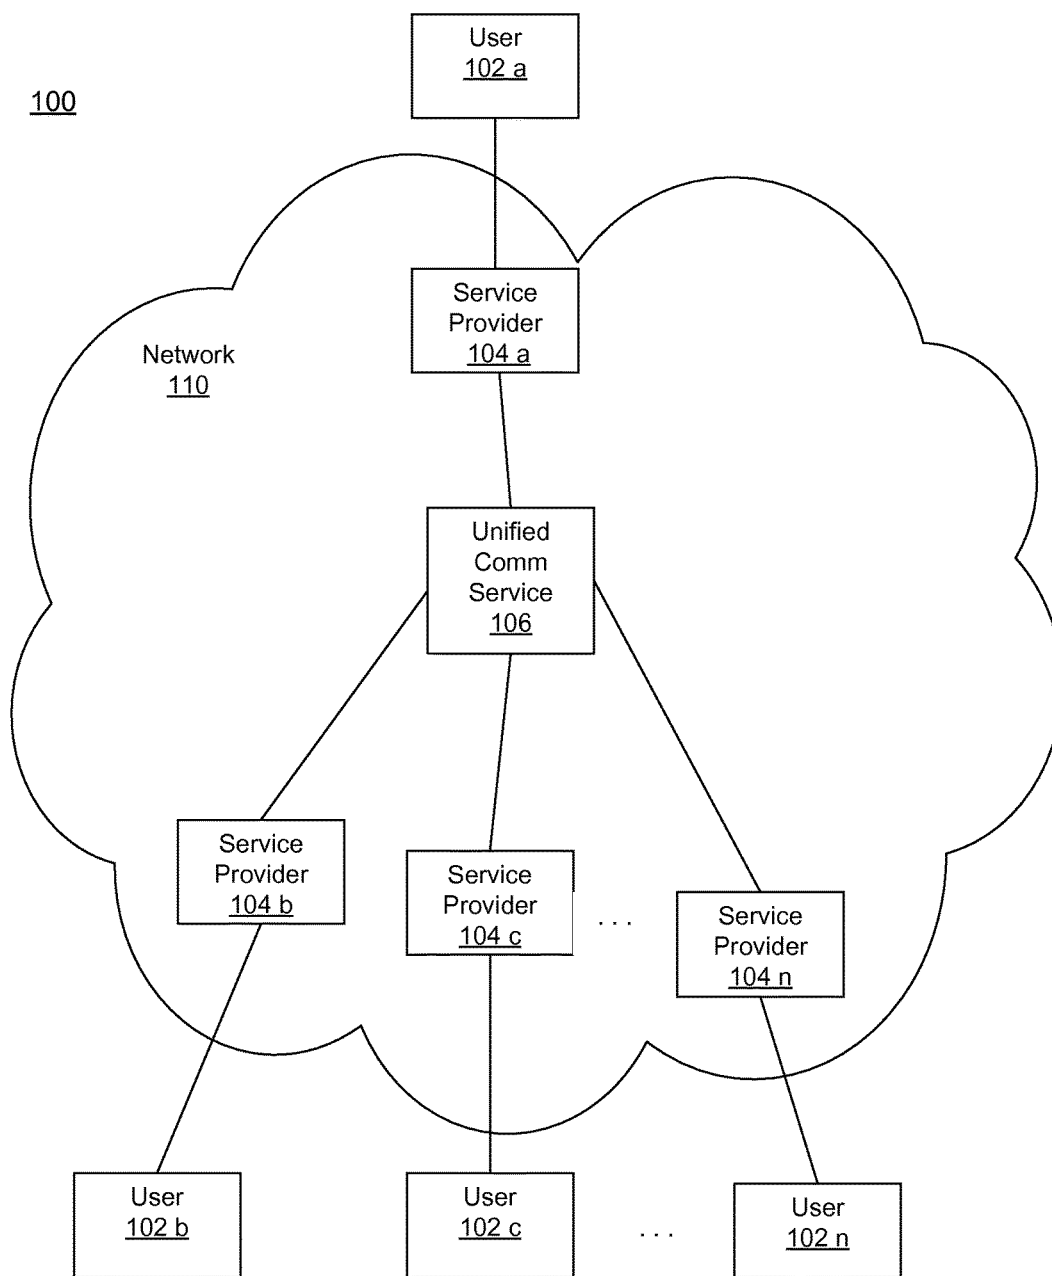 User
102 a
100
Service
Provider
104 a
Network
110
Unified
Comm
Service
106
Service
Provider
104 b
Service
Provider
104 c
. . .
Service
Provider
104 n
User
102 b
User
102 c
. . .
User
102 n